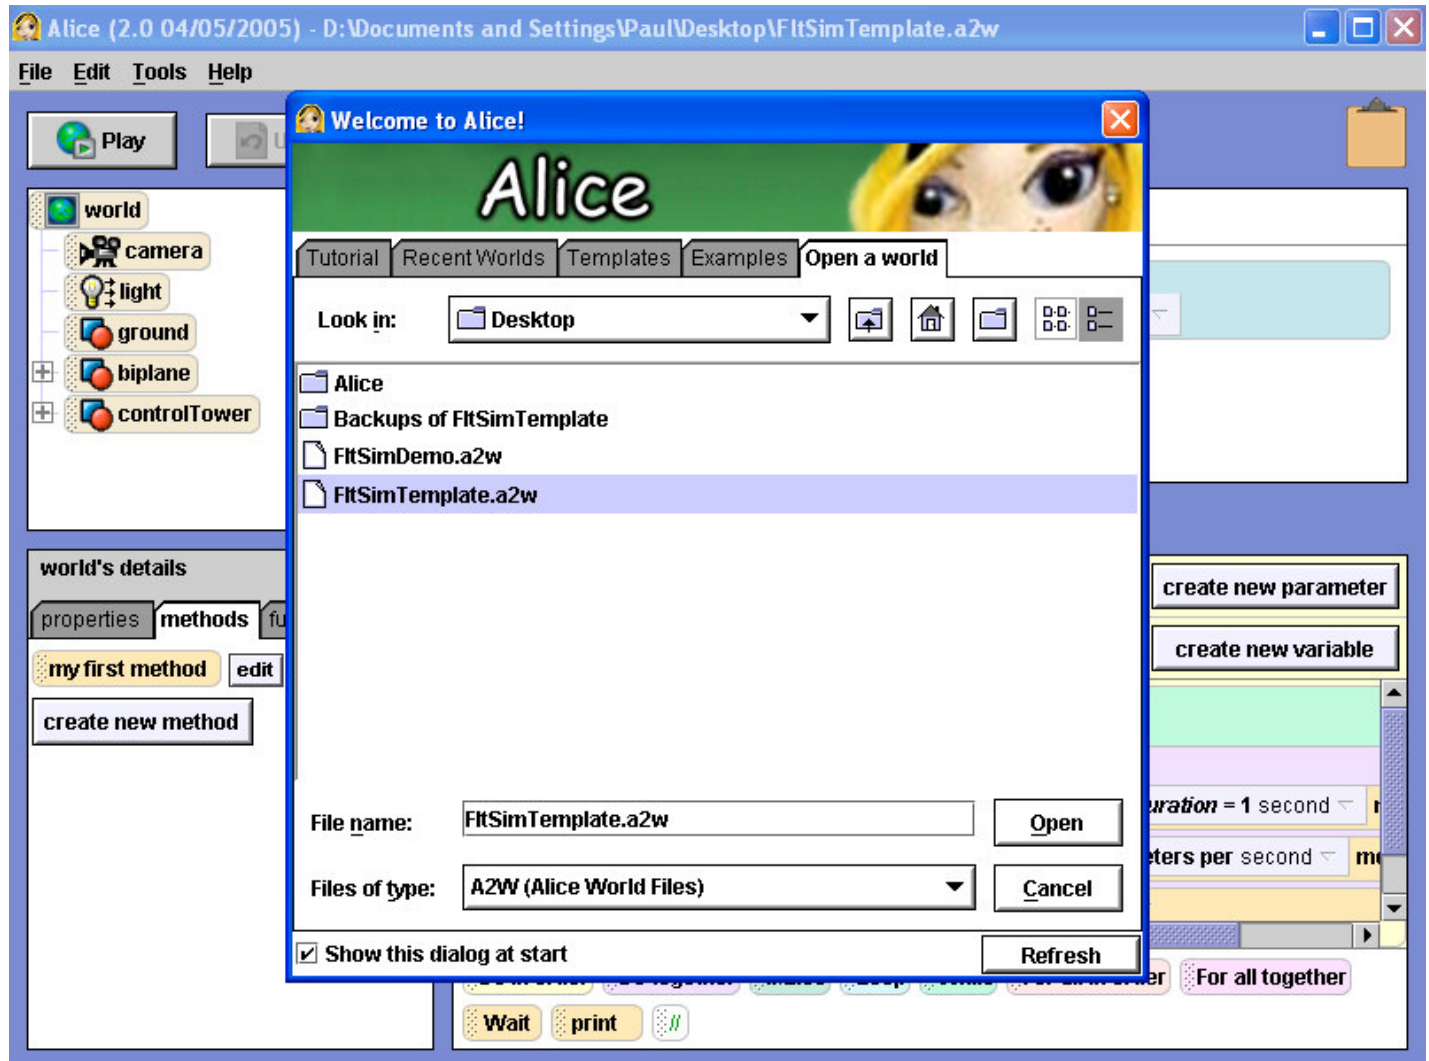 Alice (2.0 04/05/2005) - D:\Documents and Settings\Paul\Desktop\FltSimTemplate.a2w
File Edit Tools Help
Play
world
camera
light
ground
biplane
controlTower
world's details
properties methods
my first method edit
create new method
Welcome to Alice!
Alice
Tutorial Recent Worlds Templates Examples Open a world
Look in: Desktop
Alice
Backups of FltSimTemplate
FltSimDemo.a2w
FltSimTemplate.a2w
File name: FltSimTemplate.a2w Open
Files of type: A2W (Alice World Files) Cancel
Show this dialog at start Refresh
create new parameter
create new variable
= 1 second
per second
For all together
Wait print //